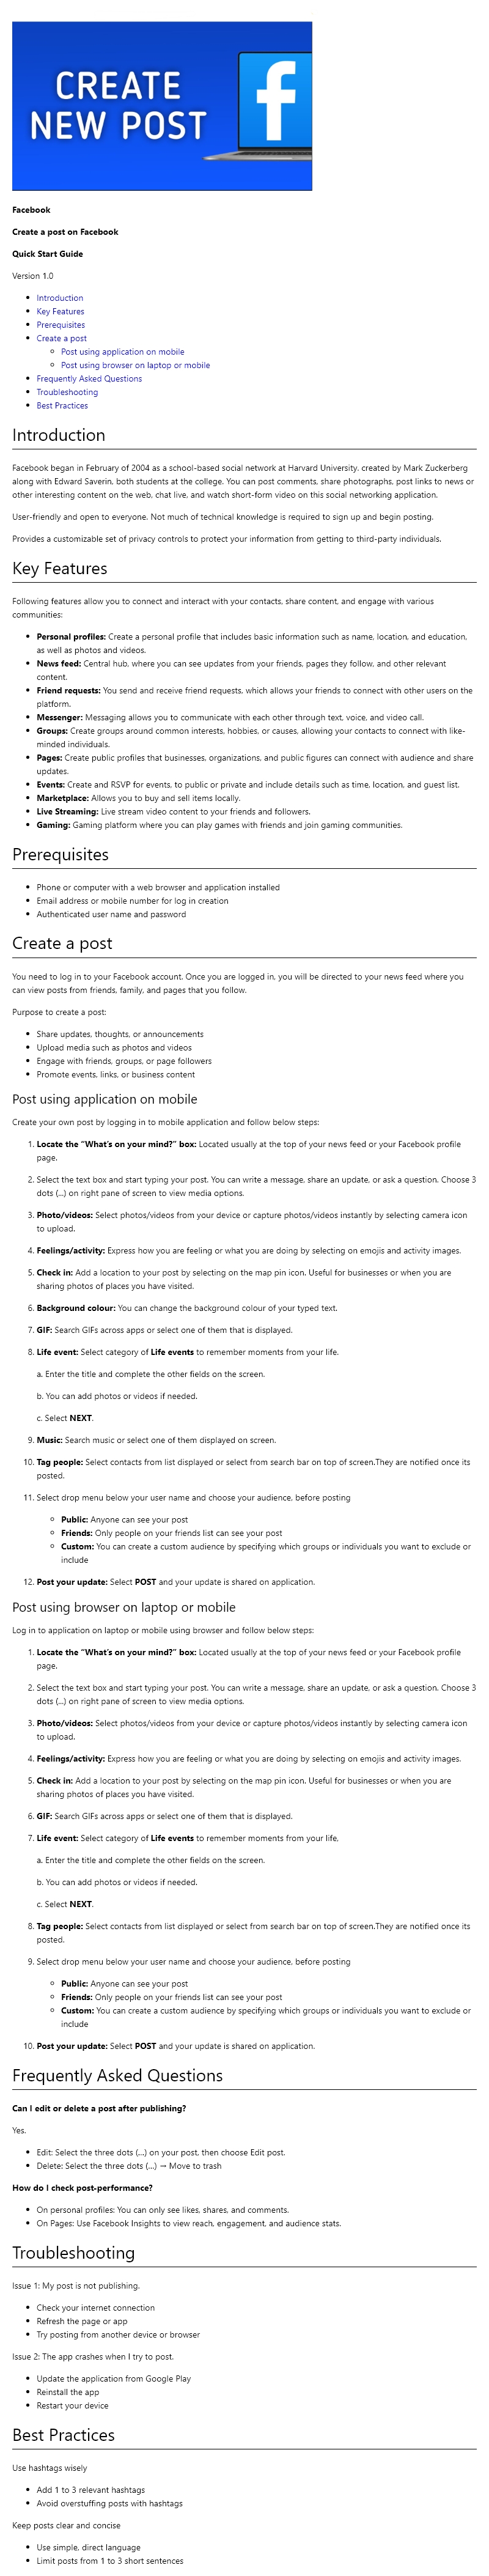 CREATE
NEW POST
f
Facebook
Create a post on Facebook
Quick Start Guide
Version 1.0
Introduction
Key Features
Prerequisites
Create a post
Post using application on mobile
Post using browser on laptop or mobile
Frequently Asked Questions
Troubleshooting
Best Practices
Introduction
Facebook began in February of 2004 as a school-based social network at Harvard University. created by Mark Zuckerberg
along with Edward Saverin, both students at the college. You can post comments, share photographs, post links to news or
other interesting content on the web, chat live, and watch short-form video on this social networking application.
User-friendly and open to everyone. Not much of technical knowledge is required to sign up and begin posting.
Provides a customizable set of privacy controls to protect your information from getting to third-party individuals.
Key Features
Following features allow you to connect and interact with your contacts, share content, and engage with various
communities:
Personal profiles: Create a personal profile that includes basic information such as name, location, and education,
as well as photos and videos.
News feed: Central hub, where you can see updates from your friends, pages they follow, and other relevant
content.
Friend requests: You send and receive friend requests, which allows your friends to connect with other users on the
platform.
Messenger: Messaging allows you to communicate with each other through text, voice, and video call.
Groups: Create groups around common interests, hobbies, or causes, allowing your contacts to connect with like-
minded individuals.
Pages: Create public profiles that businesses, organizations, and public figures can connect with audience and share
updates.
Events: Create and RSVP for events, to public or private and include details such as time, location, and guest list.
Marketplace: Allows you to buy and sell items locally.
Live Streaming: Live stream video content to your friends and followers.
Gaming: Gaming platform where you can play games with friends and join gaming communities.
Prerequisites
Phone or computer with a web browser and application installed
Email address or mobile number for log in creation
Authenticated user name and password
Create a post
You need to log in to your Facebook account. Once you are logged in, you will be directed to your news feed where you
can view posts from friends, family, and pages that you follow.
Purpose to create a post:
Share updates, thoughts, or announcements
Upload media such as photos and videos
Engage with friends, groups, or page followers
Promote events, links, or business content
Post using application on mobile
Create your own post by logging in to mobile application and follow below steps:
1. Locate the “What’s on your mind?” box: Located usually at the top of your news feed or your Facebook profile
page.
2. Select the text box and start typing your post. You can write a message, share an update, or ask a question. Choose 3
dots (...) on right pane of screen to view media options.
3. Photo/videos: Select photos/videos from your device or capture photos/videos instantly by selecting camera icon
to upload.
4. Feelings/activity: Express how you are feeling or what you are doing by selecting on emojis and activity images.
5. Check in: Add a location to your post by selecting on the map pin icon. Useful for businesses or when you are
sharing photos of places you have visited.
6. Background colour: You can change the background colour of your typed text.
7. GIF: Search GIFs across apps or select one of them that is displayed.
8. Life event: Select category of Life events to remember moments from your life.
a. Enter the title and complete the other fields on the screen.
b. You can add photos or videos if needed.
c. Select NEXT.
9. Music: Search music or select one of them displayed on screen.
10. Tag people: Select contacts from list displayed or select from search bar on top of screen.They are notified once its
posted.
11. Select drop menu below your user name and choose your audience, before posting
Public: Anyone can see your post
Friends: Only people on your friends list can see your post
Custom: You can create a custom audience by specifying which groups or individuals you want to exclude or
include
12. Post your update: Select POST and your update is shared on application.
Post using browser on laptop or mobile
Log in to application on laptop or mobile using browser and follow below steps:
1. Locate the “What’s on your mind?” box: Located usually at the top of your news feed or your Facebook profile
page.
2. Select the text box and start typing your post. You can write a message, share an update, or ask a question. Choose 3
dots (...) on right pane of screen to view media options.
3. Photo/videos: Select photos/videos from your device or capture photos/videos instantly by selecting camera icon
to upload.
4. Feelings/activity: Express how you are feeling or what you are doing by selecting on emojis and activity images.
5. Check in: Add a location to your post by selecting on the map pin icon. Useful for businesses or when you are
sharing photos of places you have visited.
6. GIF: Search GIFs across apps or select one of them that is displayed.
7. Life event: Select category of Life events to remember moments from your life.
a. Enter the title and complete the other fields on the screen.
b. You can add photos or videos if needed.
c. Select NEXT.
8. Tag people: Select contacts from list displayed or select from search bar on top of screen.They are notified once its
posted.
9. Select drop menu below your user name and choose your audience, before posting
Public: Anyone can see your post
Friends: Only people on your friends list can see your post
Custom: You can create a custom audience by specifying which groups or individuals you want to exclude or
include
10. Post your update: Select POST and your update is shared on application.
Frequently Asked Questions
Can I edit or delete a post after publishing?
Yes.
Edit: Select the three dots (...) on your post, then choose Edit post.
Delete: Select the three dots (...) → Move to trash
How do I check post-performance?
On personal profiles: You can only see likes, shares, and comments.
On Pages: Use Facebook Insights to view reach, engagement, and audience stats.
Troubleshooting
Issue 1: My post is not publishing.
Check your internet connection
Refresh the page or app
Try posting from another device or browser
Issue 2: The app crashes when I try to post.
Update the application from Google Play
Reinstall the app
Restart your device
Best Practices
Use hashtags wisely
Add 1 to 3 relevant hashtags
Avoid overstuffing posts with hashtags
Keep posts clear and concise
Use simple, direct language
Limit posts from 1 to 3 short sentences